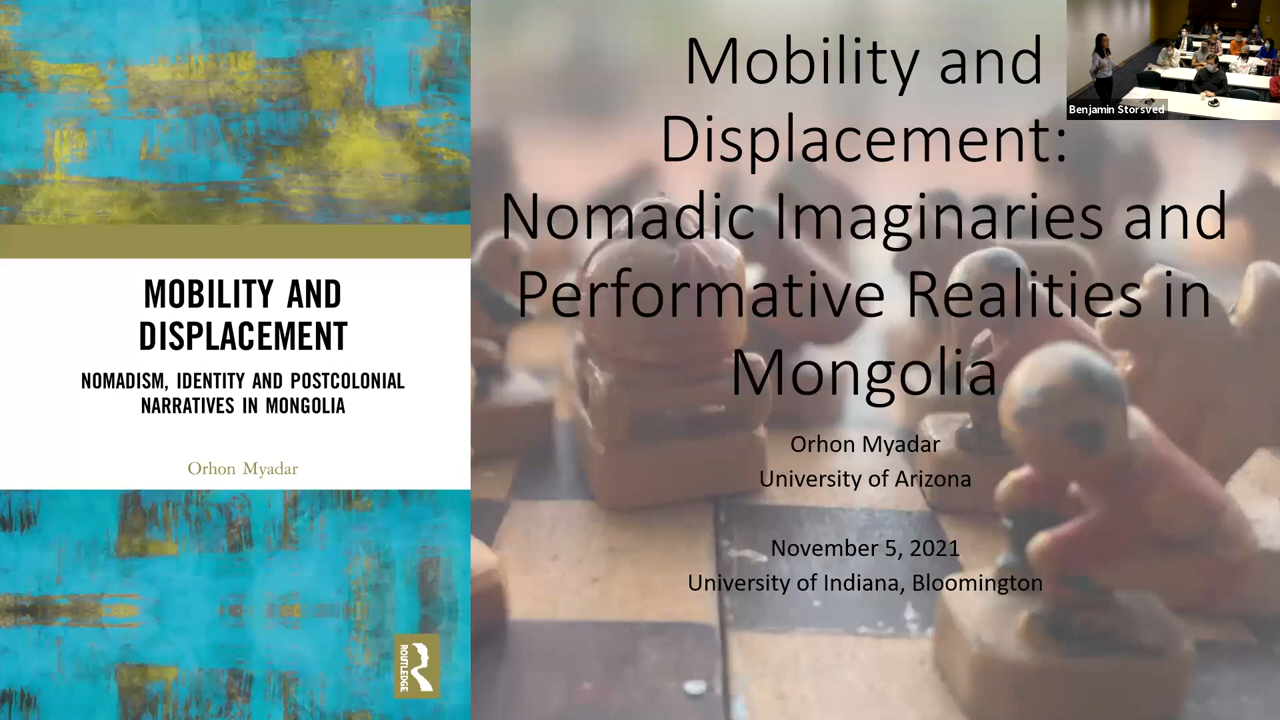 MOBILITY AND
DISPLACEMENT
NOMADISM, IDENTITY AND POSTCOLONIAL
NARRATIVES IN MONGOLIA
Orhon Myadar
ROUTLEDGE
Mobility and
Displacement:
Nomadic Imaginaries and
Performative Realities in
Mongolia
Orhon Myadar
University of Arizona
November 5, 2021
University of Indiana, Bloomington
Benjamin Storsved